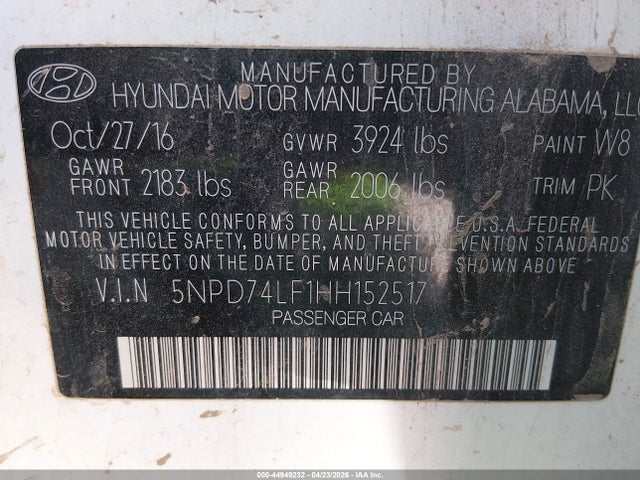 MANUFACTURED BY
HYUNDAI MOTOR MANUFACTURING ALABAMA,
Oct/27/16 GVWR 3924 lbs PAINT W8
GAWR FRONT 2183 lbs GAWR REAR 2006 lbs TRIM PK
THIS VEHICLE CONFORMS TO ALL APPLICABLE U.S.A. FEDERAL
MOTOR VEHICLE SAFETY, BUMPER, AND THEFT PREVENTION STANDARDS
IN EFFECT ON THE DATE OF MANUFACTURE SHOWN ABOVE
V.I.N 5NPD74LF1HH152517
PASSENGER CAR
000-44949232 - 04/23/2026 - IAA Inc.